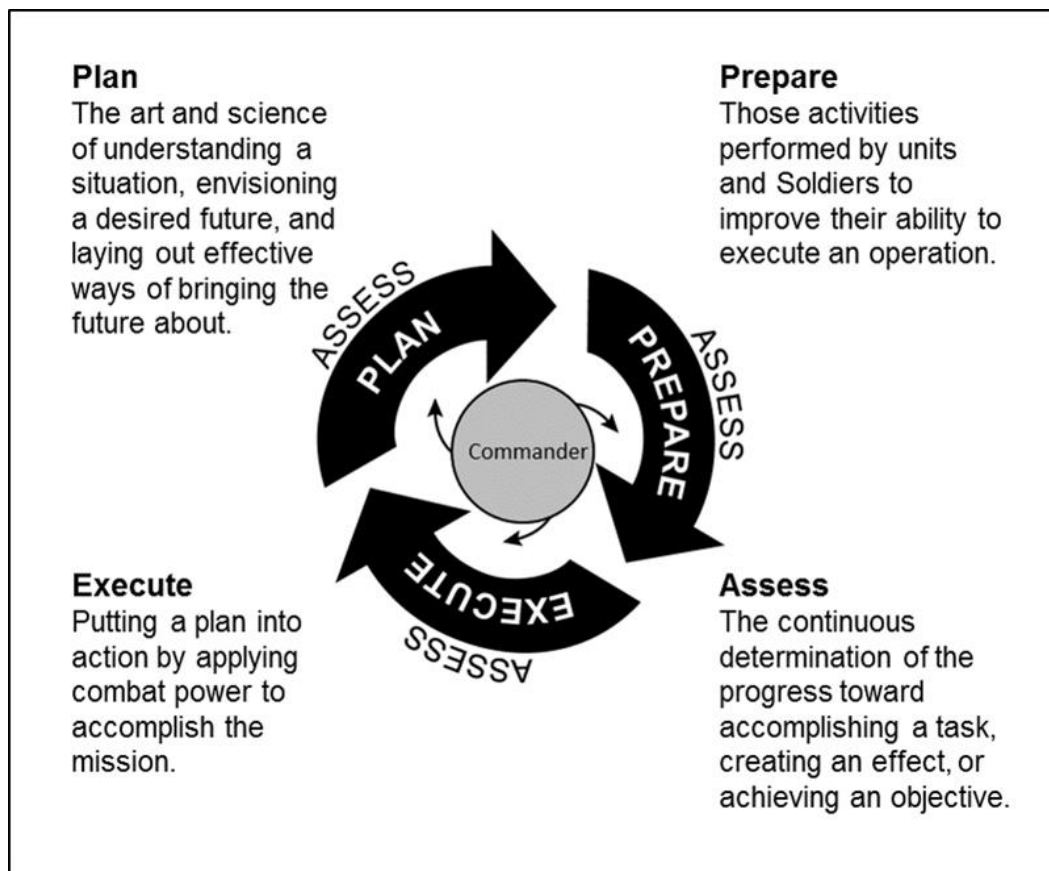 Plan
The art and science
of understanding a
situation, envisioning
a desired future, and
laying out effective
ways of bringing the
future about.
Prepare
Those activities
performed by units
and Soldiers to
improve their ability to
execute an operation.
ASSESS
PLAN
PREPARE
ASSESS
Commander
EXECUTE
ASSESS
Execute
Putting a plan into
action by applying
combat power to
accomplish the
mission.
Assess
The continuous
determination of the
progress toward
accomplishing a task,
creating an effect, or
achieving an objective.